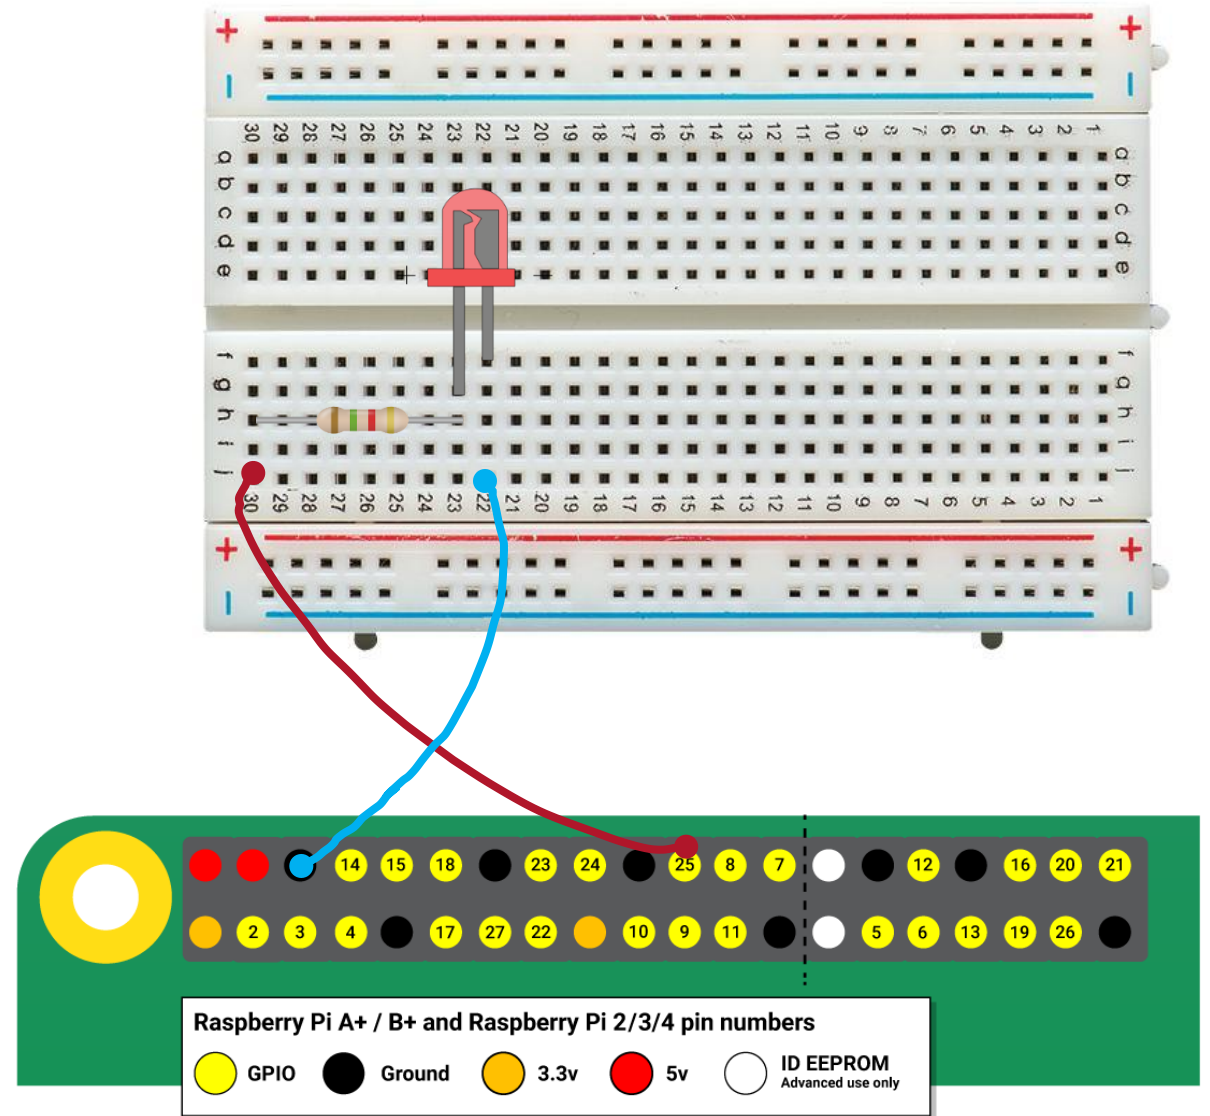 + +
30 29 28 27 26 25 24 23 22 21 20 19 18 17 16 15 14 13 12 11 10 9 8 7 6 5 4 3 2 1
a a
b b
c c
d d
e + - e
f f
g g
h h
i i
j j
30 29 28 27 26 25 24 23 22 21 20 19 18 17 16 15 14 13 12 11 10 9 8 7 6 5 4 3 2 1
+ +
14 15 18 23 24 25 8 7 12 16 20 21
2 3 4 17 27 22 10 9 11 5 6 13 19 26
Raspberry Pi A+ / B+ and Raspberry Pi 2/3/4 pin numbers
GPIO Ground 3.3v 5v ID EEPROM
Advanced use only